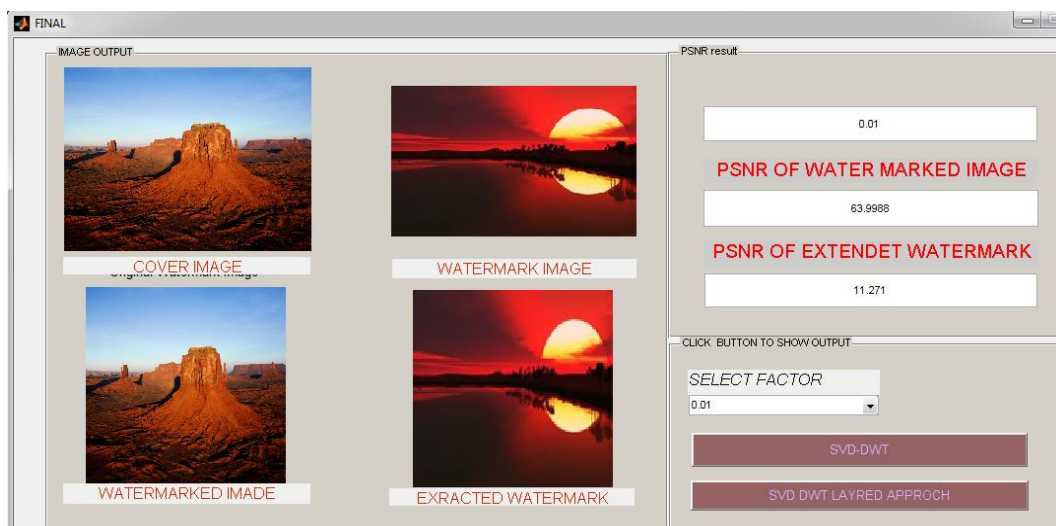 FINAL
IMAGE OUTPUT
COVER IMAGE
Original Watermark Image
WATERMARK IMAGE
WATERMARKED IMADE
EXRACTED WATERMARK
PSNR result
0.01
PSNR OF WATER MARKED IMAGE
63.9988
PSNR OF EXTENDET WATERMARK
11.271
CLICK BUTTON TO SHOW OUTPUT
SELECT FACTOR
0.01
SVD-DWT
SVD DWT LAYRED APPROCH